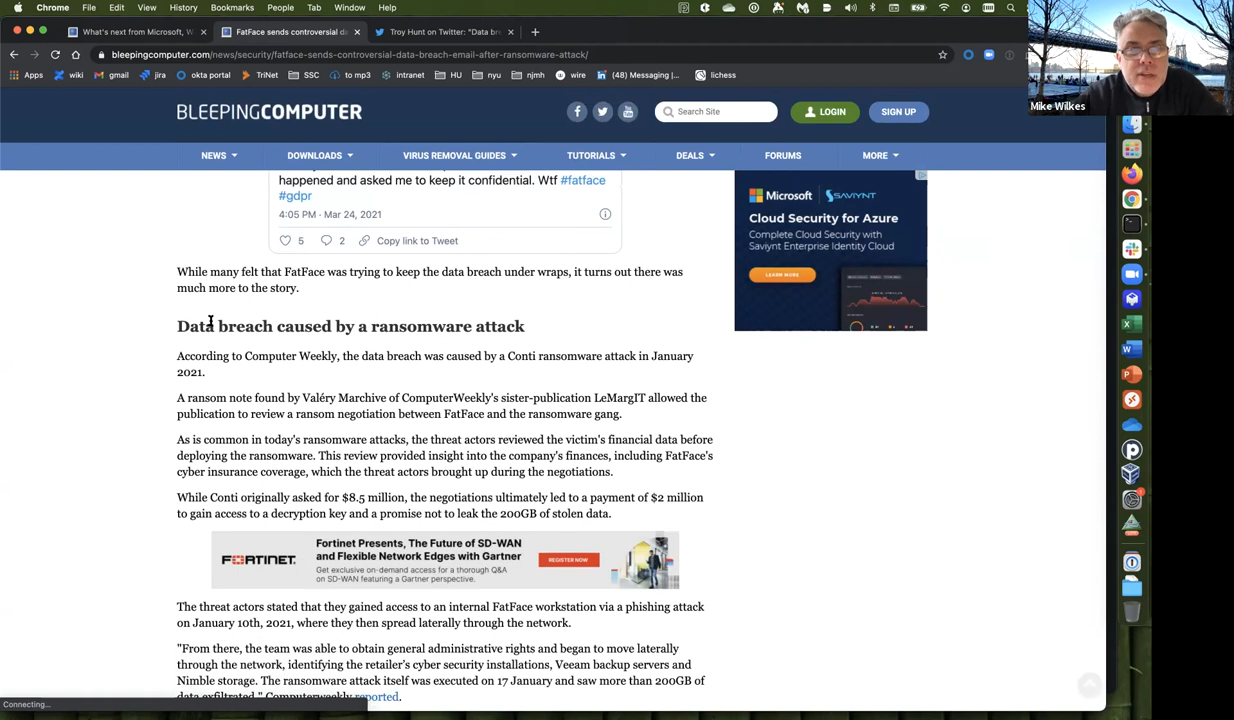 Chrome File Edit View History Bookmarks People Tab Window Help
What's next from Microsoft, W
FatFace sends controversial da
Troy Hunt on Twitter: "Data bre
bleepingcomputer.com/news/security/fatface-sends-controversial-data-breach-email-after-ransomware-attack/
Apps wiki gmail jira okta portal TriNet SSC to mp3 intranet HU nyu njmh wire (48) Messaging |... lichess
Mike Wilkes
BLEEPINGCOMPUTER
Search Site
LOGIN
SIGN UP
NEWS DOWNLOADS VIRUS REMOVAL GUIDES TUTORIALS DEALS FORUMS MORE
happened and asked me to keep it confidential. Wtf #fatface
#gdpr
4:05 PM · Mar 24, 2021
5 2 Copy link to Tweet
Microsoft SAVIYNT
Cloud Security for Azure
Complete Cloud Security with
Saviynt Enterprise Identity Cloud
LEARN MORE
While many felt that FatFace was trying to keep the data breach under wraps, it turns out there was
much more to the story.
Data breach caused by a ransomware attack
According to Computer Weekly, the data breach was caused by a Conti ransomware attack in January
2021.
A ransom note found by Valéry Marchive of ComputerWeekly's sister-publication LeMargIT allowed the
publication to review a ransom negotiation between FatFace and the ransomware gang.
As is common in today's ransomware attacks, the threat actors reviewed the victim's financial data before
deploying the ransomware. This review provided insight into the company's finances, including FatFace's
cyber insurance coverage, which the threat actors brought up during the negotiations.
While Conti originally asked for $8.5 million, the negotiations ultimately led to a payment of $2 million
to gain access to a decryption key and a promise not to leak the 200GB of stolen data.
FORTINET
Fortinet Presents, The Future of SD-WAN
and Flexible Network Edges with Gartner
Get exclusive on-demand access for a thorough Q&A
on SD-WAN featuring a Gartner perspective.
REGISTER NOW
The threat actors stated that they gained access to an internal FatFace workstation via a phishing attack
on January 10th, 2021, where they then spread laterally through the network.
"From there, the team was able to obtain general administrative rights and began to move laterally
through the network, identifying the retailer's cyber security installations, Veeam backup servers and
Nimble storage. The ransomware attack itself was executed on 17 January and saw more than 200GB of
data exfiltrated," Computerweekly reported.
Connecting...